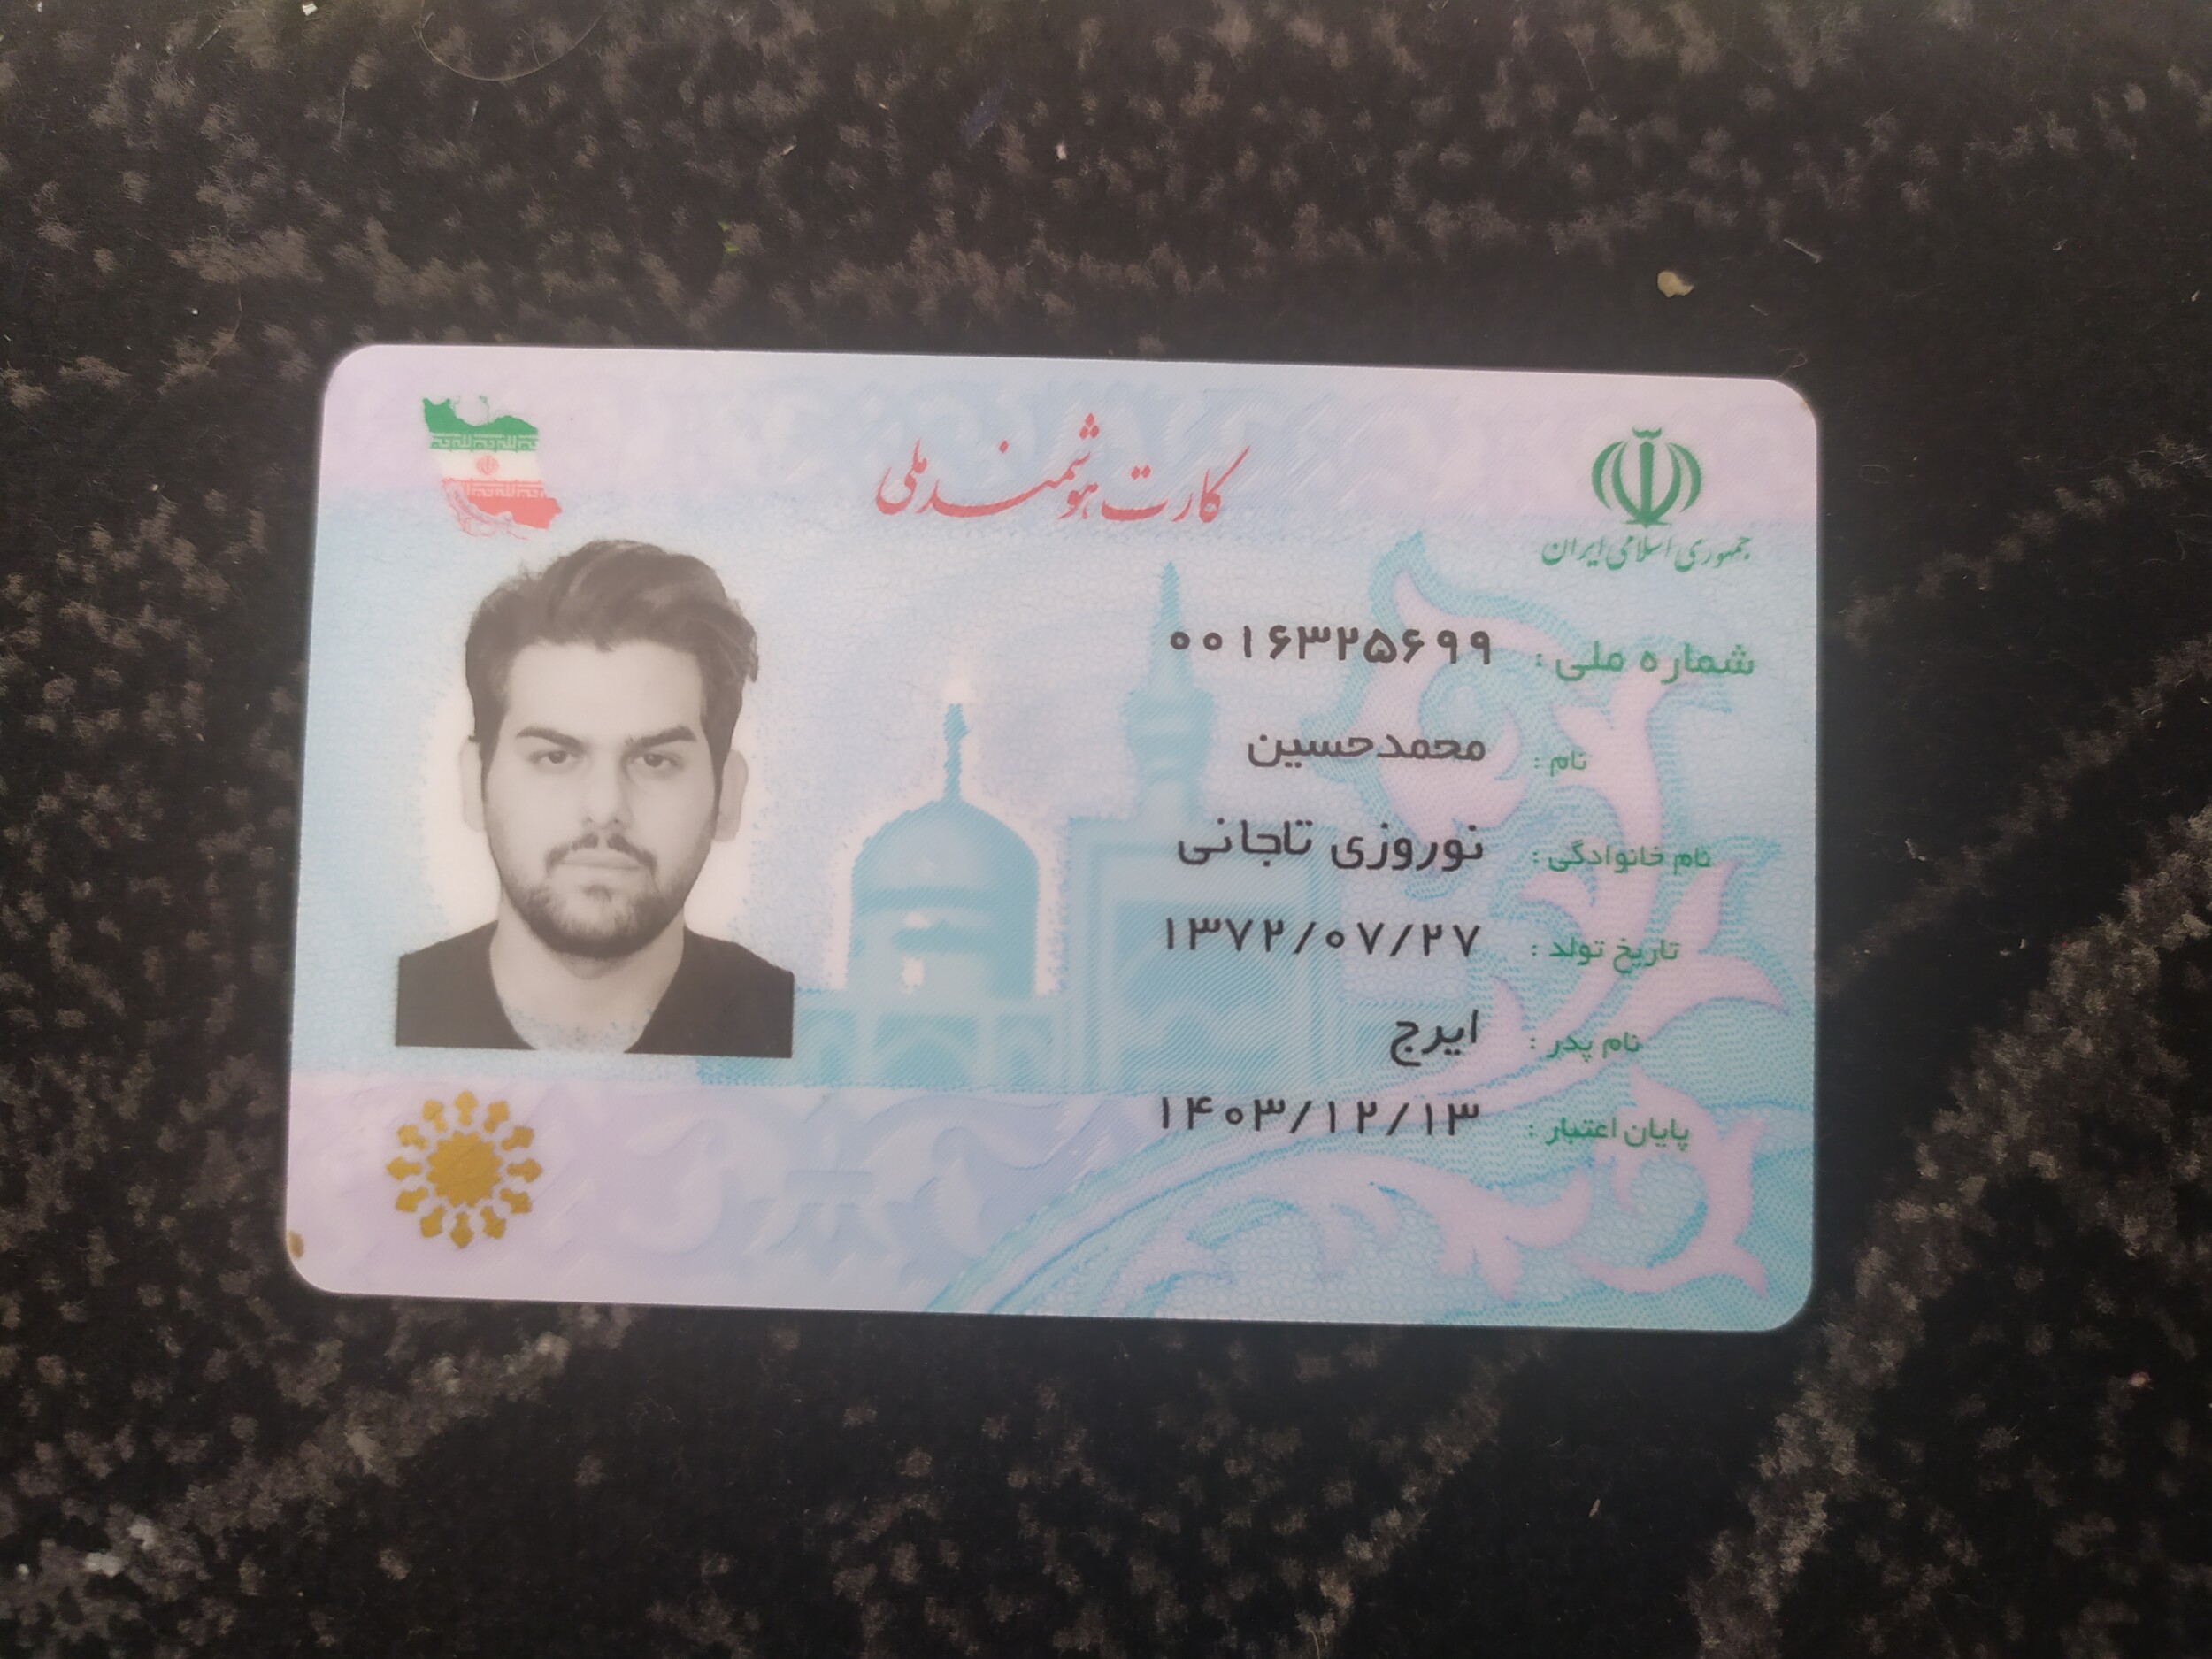 کارت هوشمند ملی
جمهوری اسلامی ایران
شماره ملی : ۰۰۱۶۳۲۵۶۹۹
نام : محمدحسین
نام خانوادگی : نوروزی تاجانی
تاریخ تولد : ۱۳۷۲/۰۷/۲۷
نام پدر : ایرج
پایان اعتبار : ۱۴۰۳/۱۲/۱۳